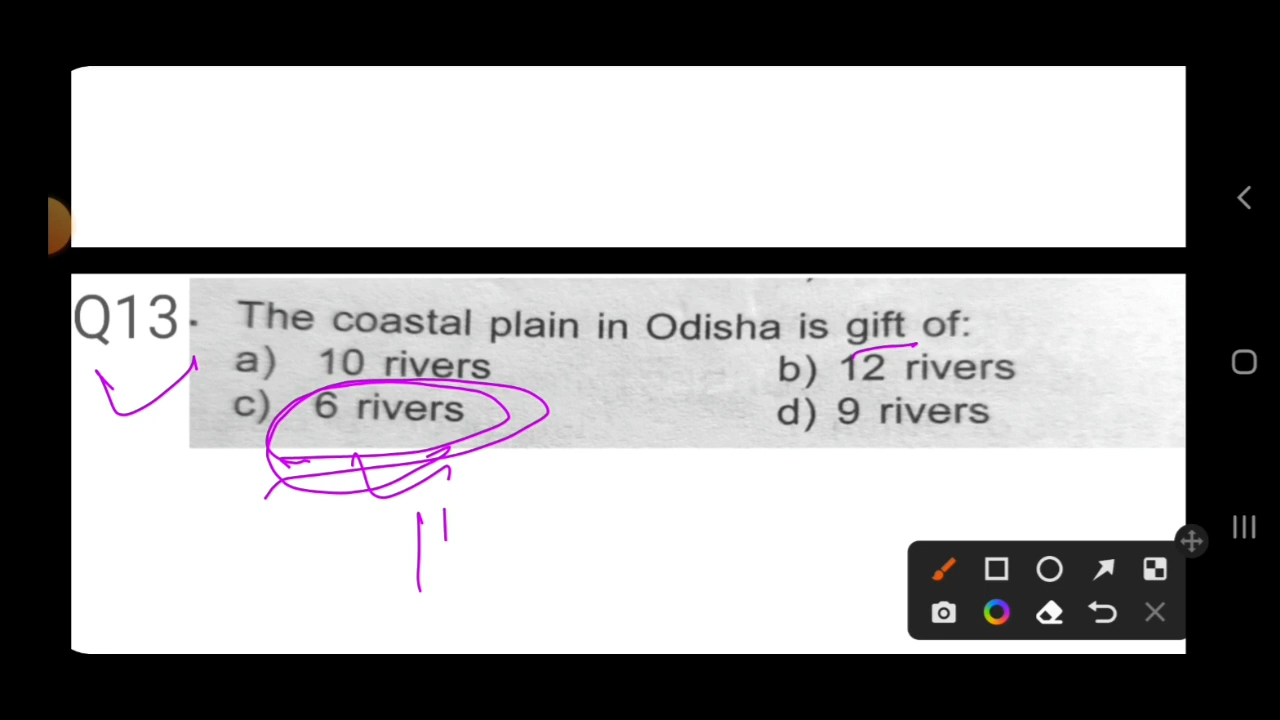 Q13. The coastal plain in Odisha is gift of:
a) 10 rivers b) 12 rivers
c) 6 rivers d) 9 rivers